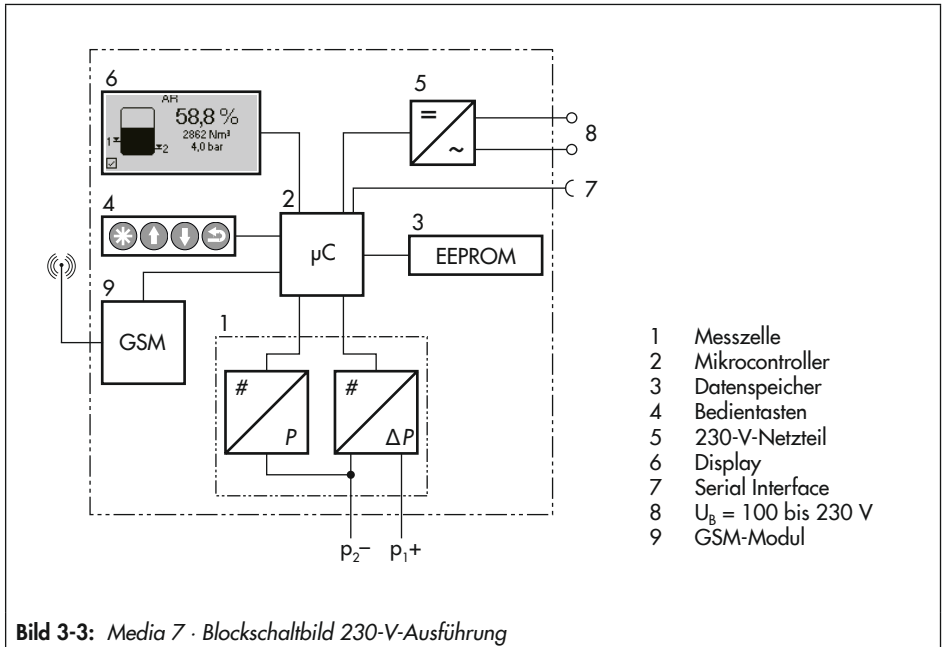 6
AR
58,8 %
2862 Nm³
4,0 bar
1
2
5
=
~
8
7
4
2
µC
3
EEPROM
9
GSM
1
#
P
#
ΔP
p₂– p₁+
1 Messzelle
2 Mikrocontroller
3 Datenspeicher
4 Bedientasten
5 230-V-Netzteil
6 Display
7 Serial Interface
8 U_B = 100 bis 230 V
9 GSM-Modul
Bild 3-3: Media 7 · Blockschaltbild 230-V-Ausführung